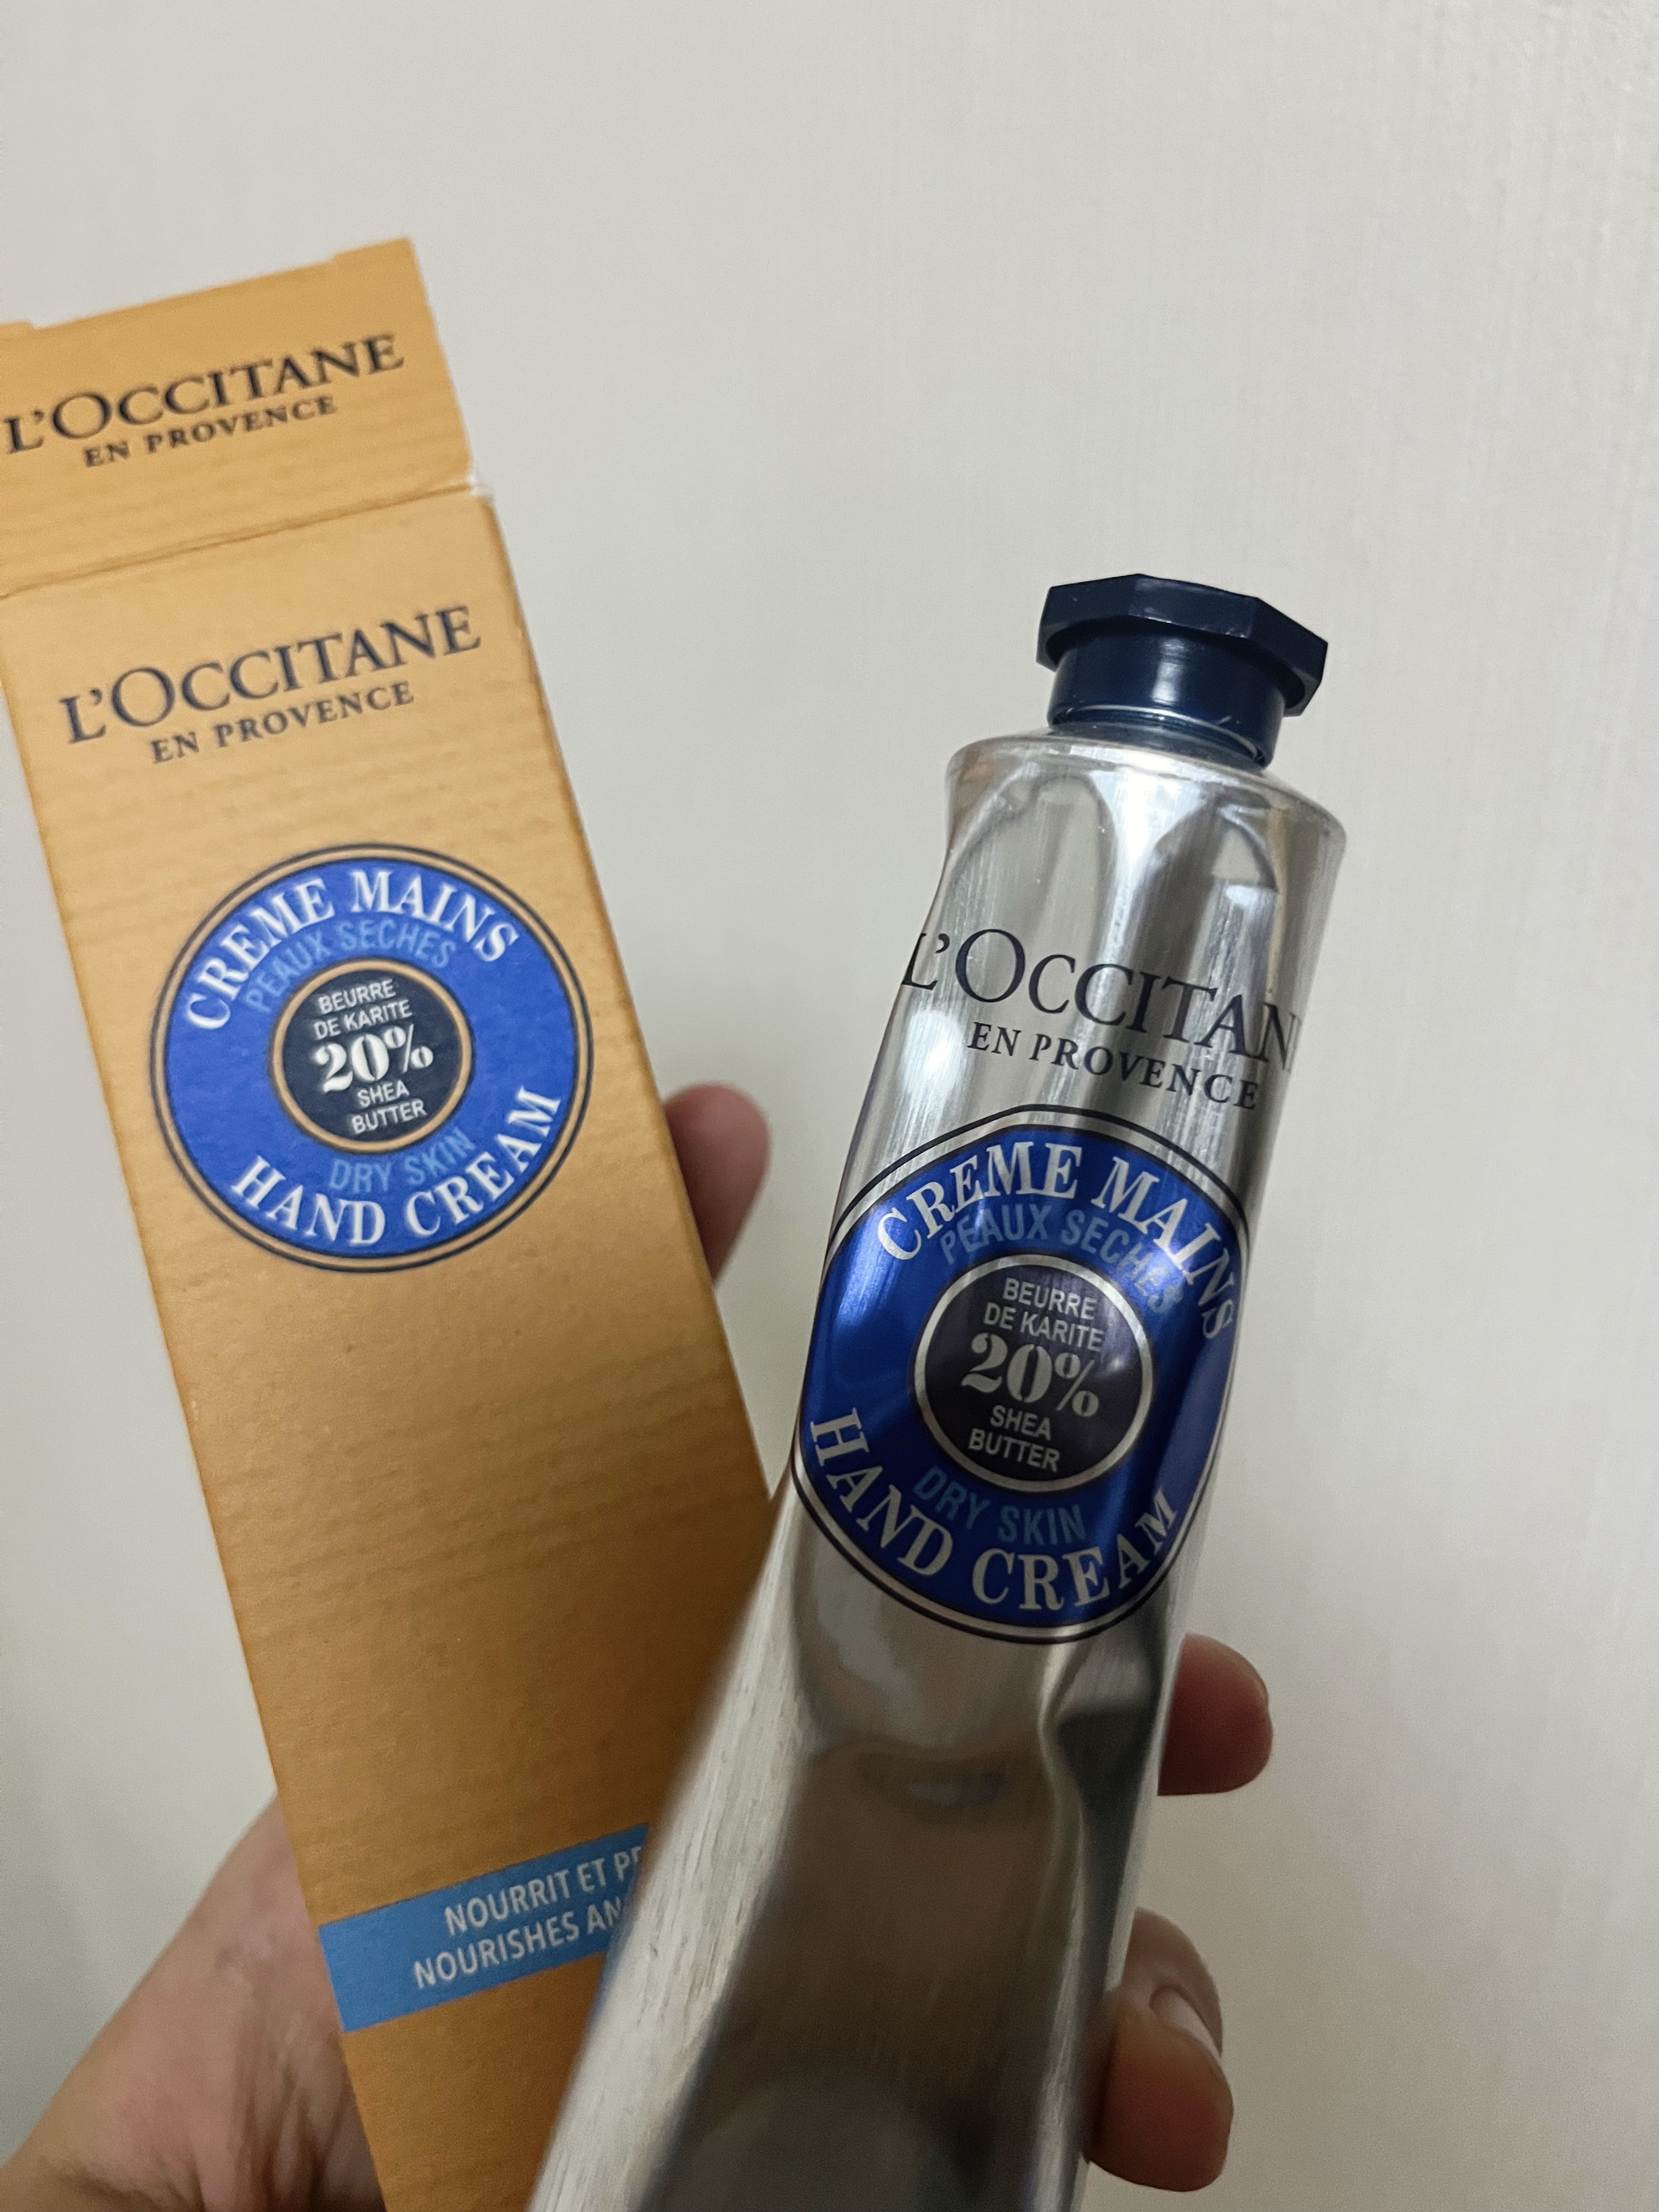 L'OCCITANE
EN PROVENCE
L'OCCITANE
EN PROVENCE
CREME MAINS
PEAUX SECHES
BEURRE
DE KARITE
20%
SHEA
BUTTER
DRY SKIN
HAND CREAM
NOURRIT ET
NOURISHES
L'OCCITAN
EN PROVENCE
CREME MAINS
PEAUX SECHES
BEURRE
DE KARITE
20%
SHEA
BUTTER
DRY SKIN
HAND CREAM